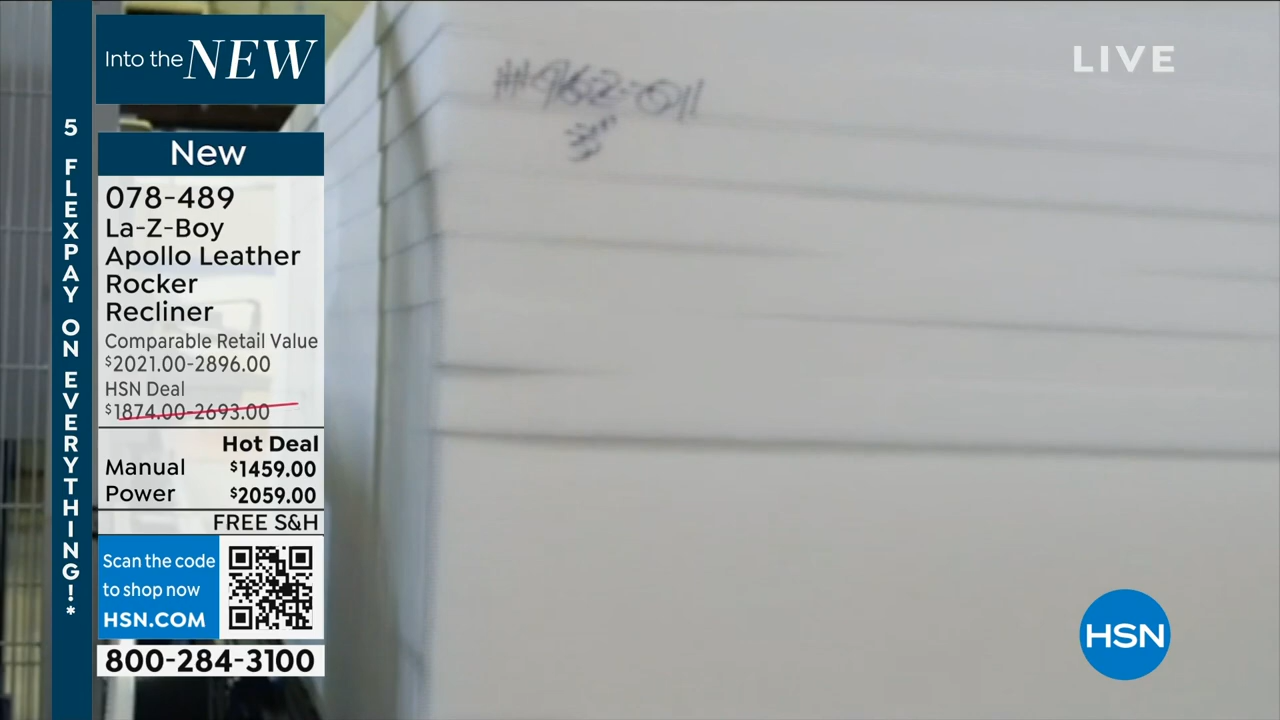 Into the NEW
LIVE
5 FLEXPAY ON EVERYTHING!*
New
078-489
La-Z-Boy
Apollo Leather
Rocker
Recliner
Comparable Retail Value
$2021.00-2896.00
HSN Deal
$1874.00-2693.00
Hot Deal
Manual $1459.00
Power $2059.00
FREE S&H
Scan the code
to shop now
HSN.COM
800-284-3100
HSN